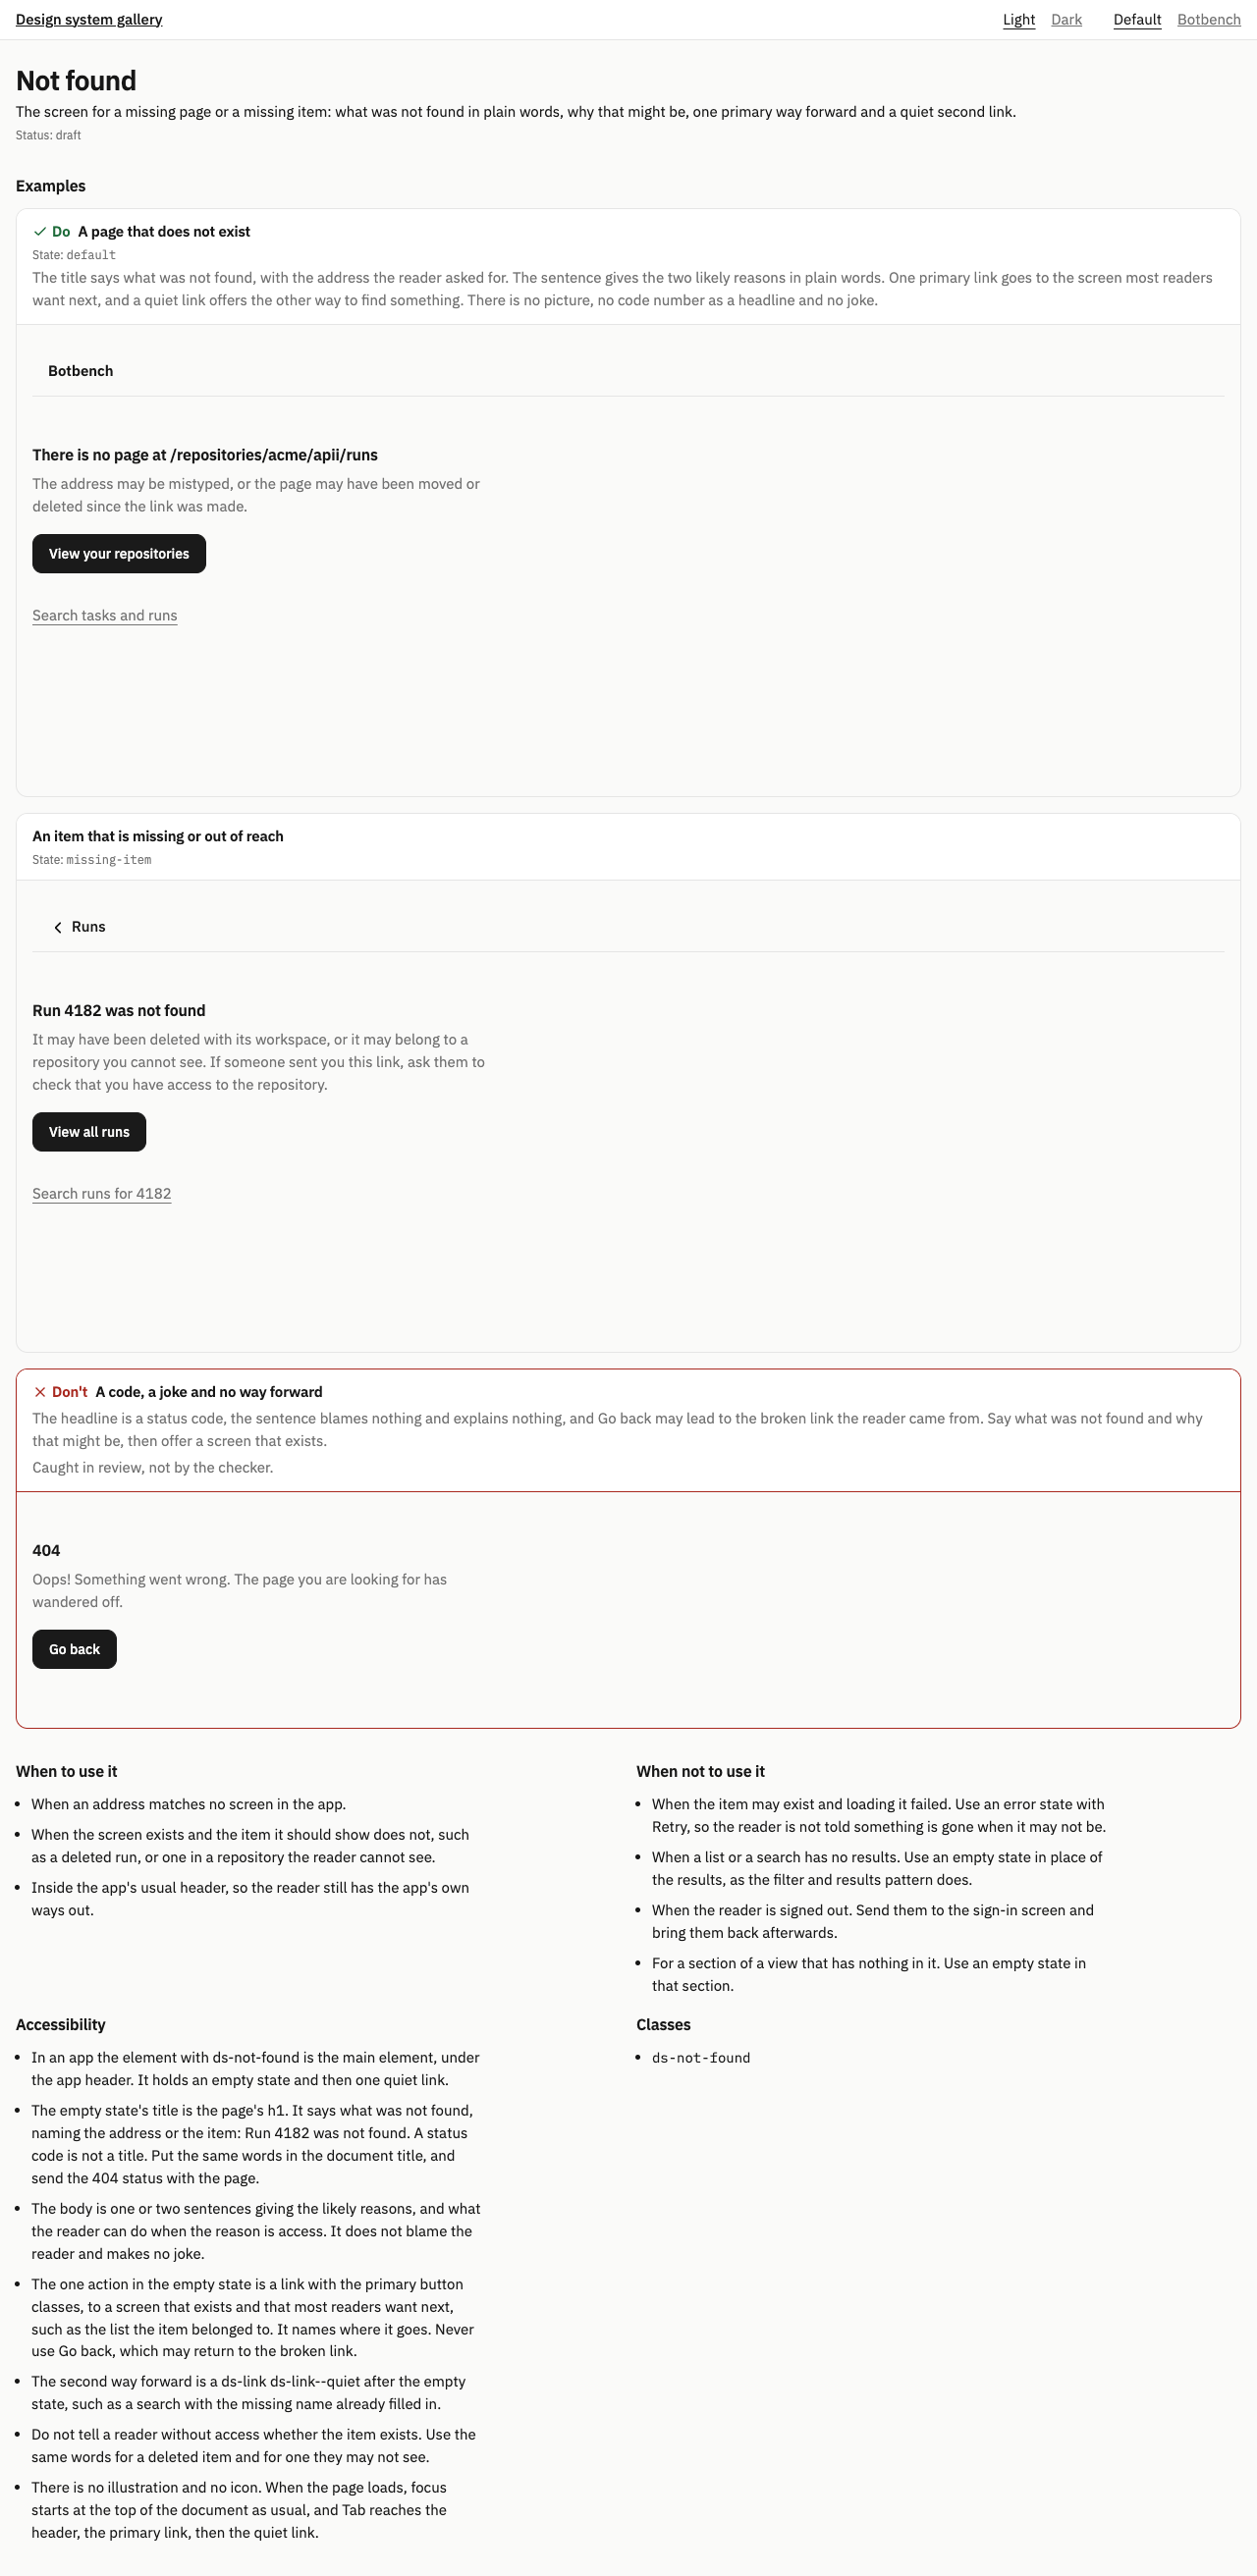 Design system gallery
Light Dark Default Botbench
Not found
The screen for a missing page or a missing item: what was not found in plain words, why that might be, one primary way forward and a quiet second link.
Status: draft
Examples
Do A page that does not exist
State: default
The title says what was not found, with the address the reader asked for. The sentence gives the two likely reasons in plain words. One primary link goes to the screen most readers
want next, and a quiet link offers the other way to find something. There is no picture, no code number as a headline and no joke.
Botbench
There is no page at /repositories/acme/apii/runs
The address may be mistyped, or the page may have been moved or
deleted since the link was made.
View your repositories
Search tasks and runs
An item that is missing or out of reach
State: missing-item
Runs
Run 4182 was not found
It may have been deleted with its workspace, or it may belong to a
repository you cannot see. If someone sent you this link, ask them to
check that you have access to the repository.
View all runs
Search runs for 4182
Don't A code, a joke and no way forward
The headline is a status code, the sentence blames nothing and explains nothing, and Go back may lead to the broken link the reader came from. Say what was not found and why
that might be, then offer a screen that exists.
Caught in review, not by the checker.
404
Oops! Something went wrong. The page you are looking for has
wandered off.
Go back
When to use it
When an address matches no screen in the app.
When the screen exists and the item it should show does not, such
as a deleted run, or one in a repository the reader cannot see.
Inside the app's usual header, so the reader still has the app's own
ways out.
When not to use it
When the item may exist and loading it failed. Use an error state with
Retry, so the reader is not told something is gone when it may not be.
When a list or a search has no results. Use an empty state in place of
the results, as the filter and results pattern does.
When the reader is signed out. Send them to the sign-in screen and
bring them back afterwards.
For a section of a view that has nothing in it. Use an empty state in
that section.
Accessibility
In an app the element with ds-not-found is the main element, under
the app header. It holds an empty state and then one quiet link.
The empty state's title is the page's h1. It says what was not found,
naming the address or the item: Run 4182 was not found. A status
code is not a title. Put the same words in the document title, and
send the 404 status with the page.
The body is one or two sentences giving the likely reasons, and what
the reader can do when the reason is access. It does not blame the
reader and makes no joke.
The one action in the empty state is a link with the primary button
classes, to a screen that exists and that most readers want next,
such as the list the item belonged to. It names where it goes. Never
use Go back, which may return to the broken link.
The second way forward is a ds-link ds-link--quiet after the empty
state, such as a search with the missing name already filled in.
Do not tell a reader without access whether the item exists. Use the
same words for a deleted item and for one they may not see.
There is no illustration and no icon. When the page loads, focus
starts at the top of the document as usual, and Tab reaches the
header, the primary link, then the quiet link.
Classes
ds-not-found